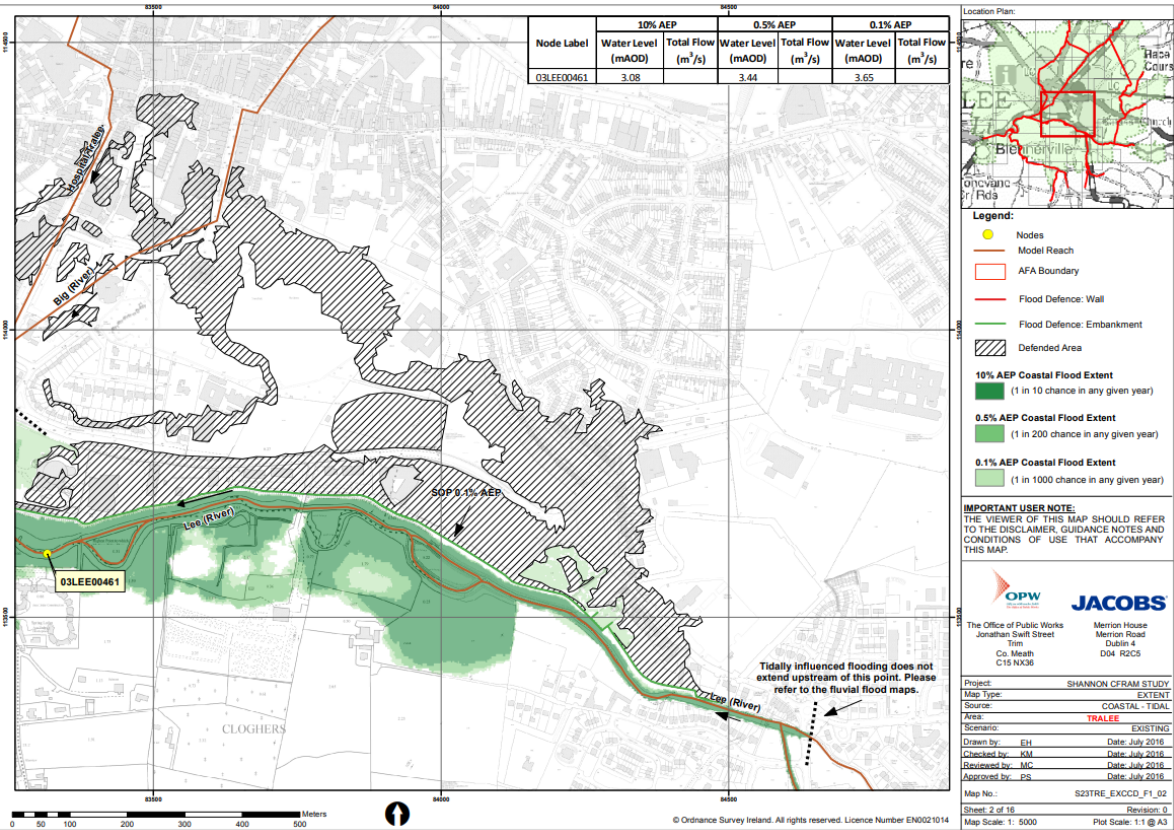 83500
84000
84500
10% AEP 0.5% AEP 0.1% AEP
Node Label Water Level (mAOD) Total Flow (m³/s) Water Level (mAOD) Total Flow (m³/s) Water Level (mAOD) Total Flow (m³/s)
03LEE00461 3.08 3.44 3.65
Big (River)
114000
114000
SOP 0.1% AEP
Lee (River)
03LEE00461
113500
Tidally influenced flooding does not
extend upstream of this point. Please
refer to the fluvial flood maps.
Lee (River)
CLOGHERS
83500
84000
84500
Meters
0 50 100 200 300 400 500
© Ordnance Survey Ireland. All rights reserved. Licence Number EN0021014
Location Plan:
LEE
Blennerville
Rds
Legend:
Nodes
Model Reach
AFA Boundary
Flood Defence: Wall
Flood Defence: Embankment
Defended Area
10% AEP Coastal Flood Extent
(1 in 10 chance in any given year)
0.5% AEP Coastal Flood Extent
(1 in 200 chance in any given year)
0.1% AEP Coastal Flood Extent
(1 in 1000 chance in any given year)
IMPORTANT USER NOTE:
THE VIEWER OF THIS MAP SHOULD REFER
TO THE DISCLAIMER, GUIDANCE NOTES AND
CONDITIONS OF USE THAT ACCOMPANY
THIS MAP.
OPW
JACOBS
The Office of Public Works
Jonathan Swift Street
Trim
Co. Meath
C15 NX36
Merrion House
Merrion Road
Dublin 4
D04 R2C5
Project: SHANNON CFRAM STUDY
Map Type: EXTENT
Source: COASTAL - TIDAL
Area: TRALEE
Scenario: EXISTING
Drawn by: EH Date: July 2016
Checked by: KM Date: July 2016
Reviewed by: MC Date: July 2016
Approved by: PS Date: July 2016
Map No.: S23TRE_EXCCD_F1_02
Sheet: 2 of 16 Revision: 0
Map Scale: 1: 5000 Plot Scale: 1:1 @ A3